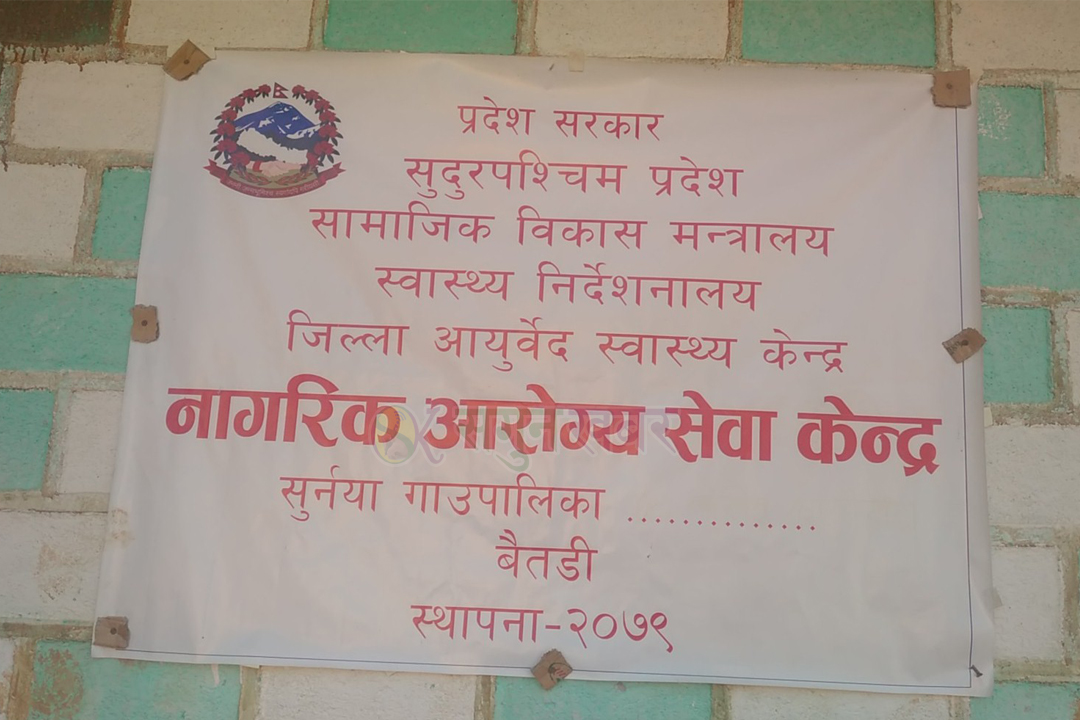 प्रदेश सरकार
सुदुरपश्चिम प्रदेश
सामाजिक विकास मन्त्रालय
स्वास्थ्य निर्देशनालय
जिल्ला आयुर्वेद स्वास्थ्य केन्द्र
नागरिक आरोग्य सेवा केन्द्र
सुर्नया गाउपालिका ..............
बैतडी
स्थापना-२०७९